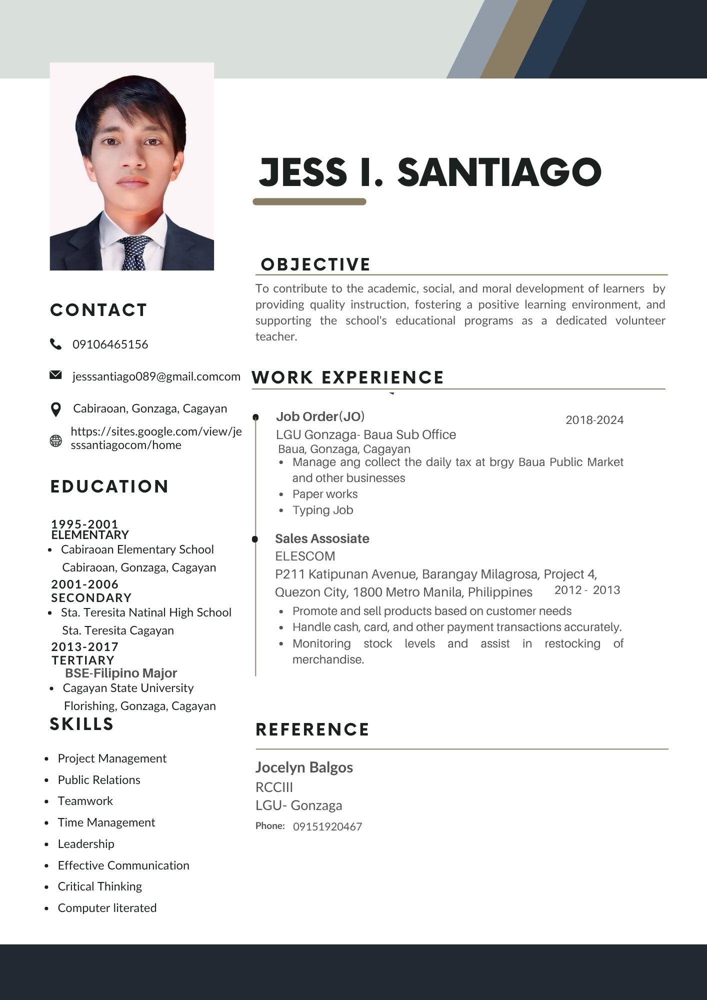 JESS I. SANTIAGO
CONTACT
09106465156
jesssantiago089@gmail.comcom
Cabiraoan, Gonzaga, Cagayan
https://sites.google.com/view/je
sssantiagocom/home
EDUCATION
1995-2001
ELEMENTARY
• Cabiraoan Elementary School
Cabiraoan, Gonzaga, Cagayan
2001-2006
SECONDARY
• Sta. Teresita Natinal High School
Sta. Teresita Cagayan
2013-2017
TERTIARY
BSE-Filipino Major
• Cagayan State University
Florishing, Gonzaga, Cagayan
SKILLS
• Project Management
• Public Relations
• Teamwork
• Time Management
• Leadership
• Effective Communication
• Critical Thinking
• Computer literated
OBJECTIVE
To contribute to the academic, social, and moral development of learners by
providing quality instruction, fostering a positive learning environment, and
supporting the school's educational programs as a dedicated volunteer
teacher.
WORK EXPERIENCE
Job Order(JO)
2018-2024
LGU Gonzaga- Baua Sub Office
Baua, Gonzaga, Cagayan
• Manage ang collect the daily tax at brgy Baua Public Market
and other businesses
• Paper works
• Typing Job
Sales Assosiate
ELESCOM
P211 Katipunan Avenue, Barangay Milagrosa, Project 4,
Quezon City, 1800 Metro Manila, Philippines
2012 - 2013
• Promote and sell products based on customer needs
• Handle cash, card, and other payment transactions accurately.
• Monitoring stock levels and assist in restocking of
merchandise.
REFERENCE
Jocelyn Balgos
RCCIII
LGU- Gonzaga
Phone: 09151920467